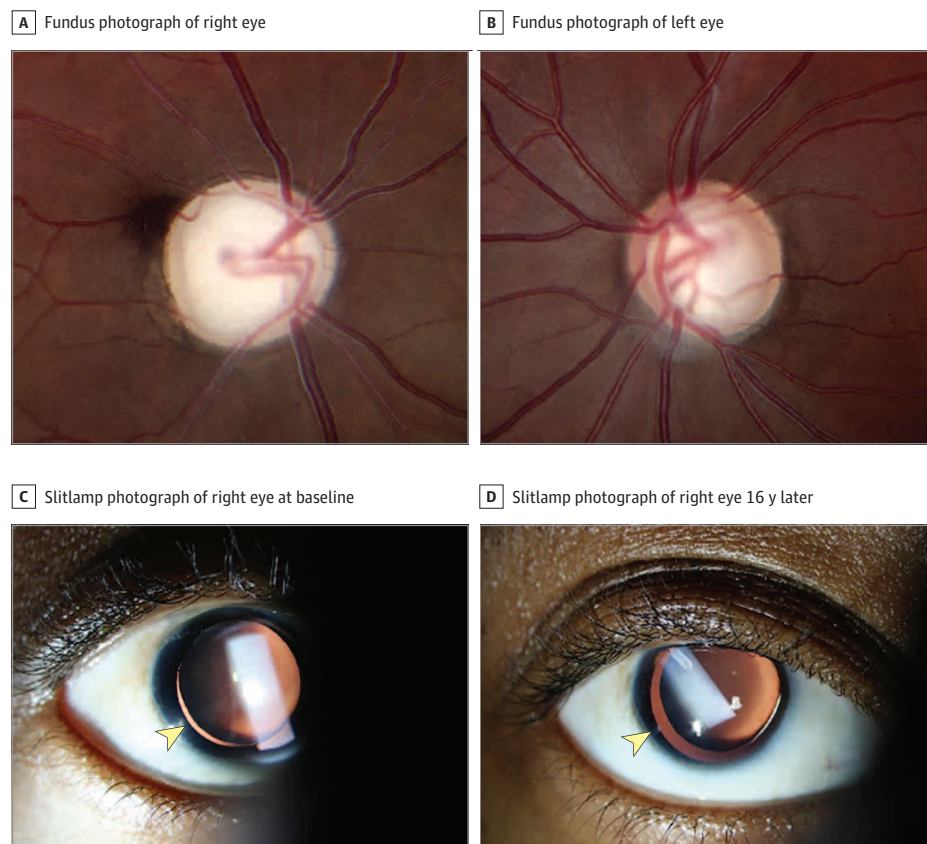 A Fundus photograph of right eye
B Fundus photograph of left eye
C Slitlamp photograph of right eye at baseline
D Slitlamp photograph of right eye 16 y later